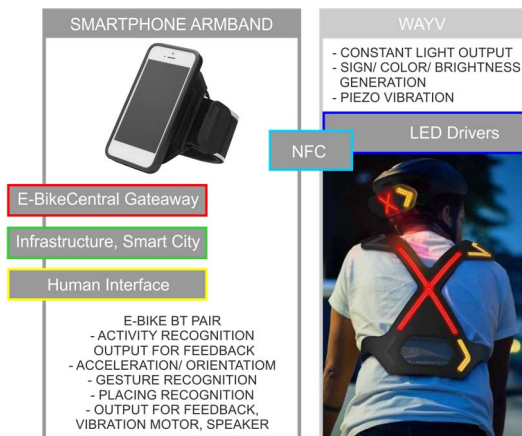 SMARTPHONE ARMBAND
E-BikeCentral Gateaway
Infrastructure, Smart City
Human Interface
E-BIKE BT PAIR
- ACTIVITY RECOGNITION
OUTPUT FOR FEEDBACK
- ACCELERATION/ ORIENTATIOM
- GESTURE RECOGNITION
- PLACING RECOGNITION
- OUTPUT FOR FEEDBACK,
VIBRATION MOTOR, SPEAKER
NFC
WAYV
- CONSTANT LIGHT OUTPUT
- SIGN/ COLOR/ BRIGHTNESS
GENERATION
- PIEZO VIBRATION
LED Drivers